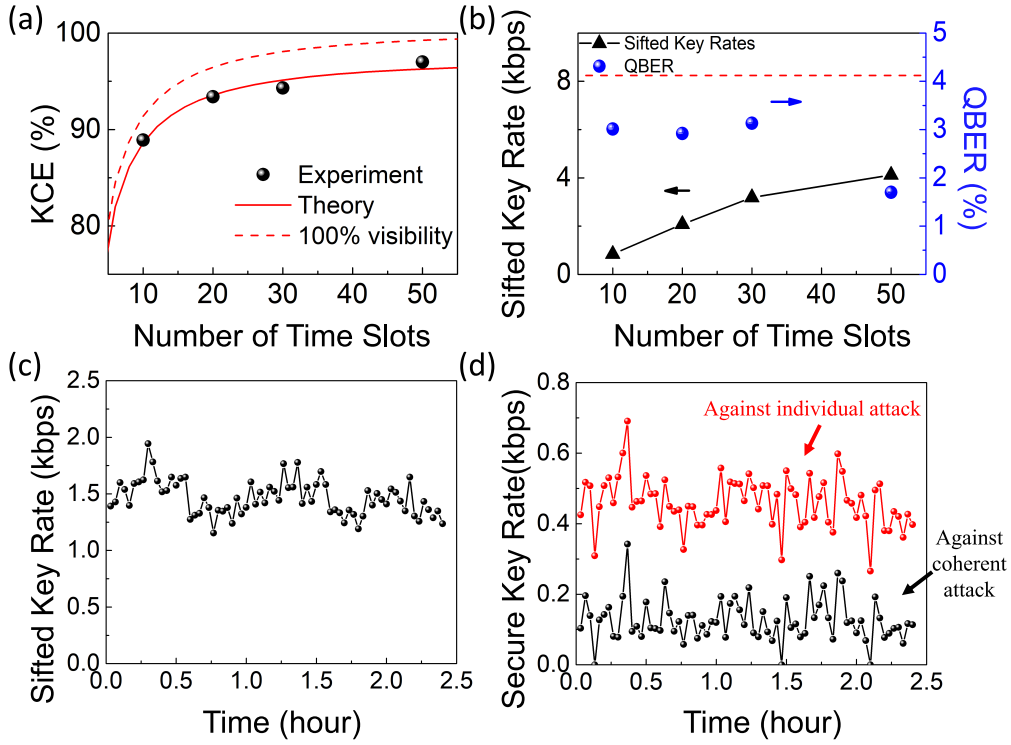 (a)
100
90
80
KCE (%)
Experiment
Theory
100% visibility
10
20
30
40
50
Number of Time Slots
(b)
8
4
0
Sifted Key Rate (kbps)
Sifted Key Rates
QBER
5
4
3
2
1
0
QBER (%)
10
20
30
40
50
Number of Time Slots
(c)
2.5
2.0
1.5
1.0
0.5
0.0
Sifted Key Rate (kbps)
0.0
0.5
1.0
1.5
2.0
2.5
Time (hour)
(d)
0.8
0.6
0.4
0.2
0.0
Secure Key Rate(kbps)
Against individual attack
Against
coherent
attack
0.0
0.5
1.0
1.5
2.0
2.5
Time (hour)